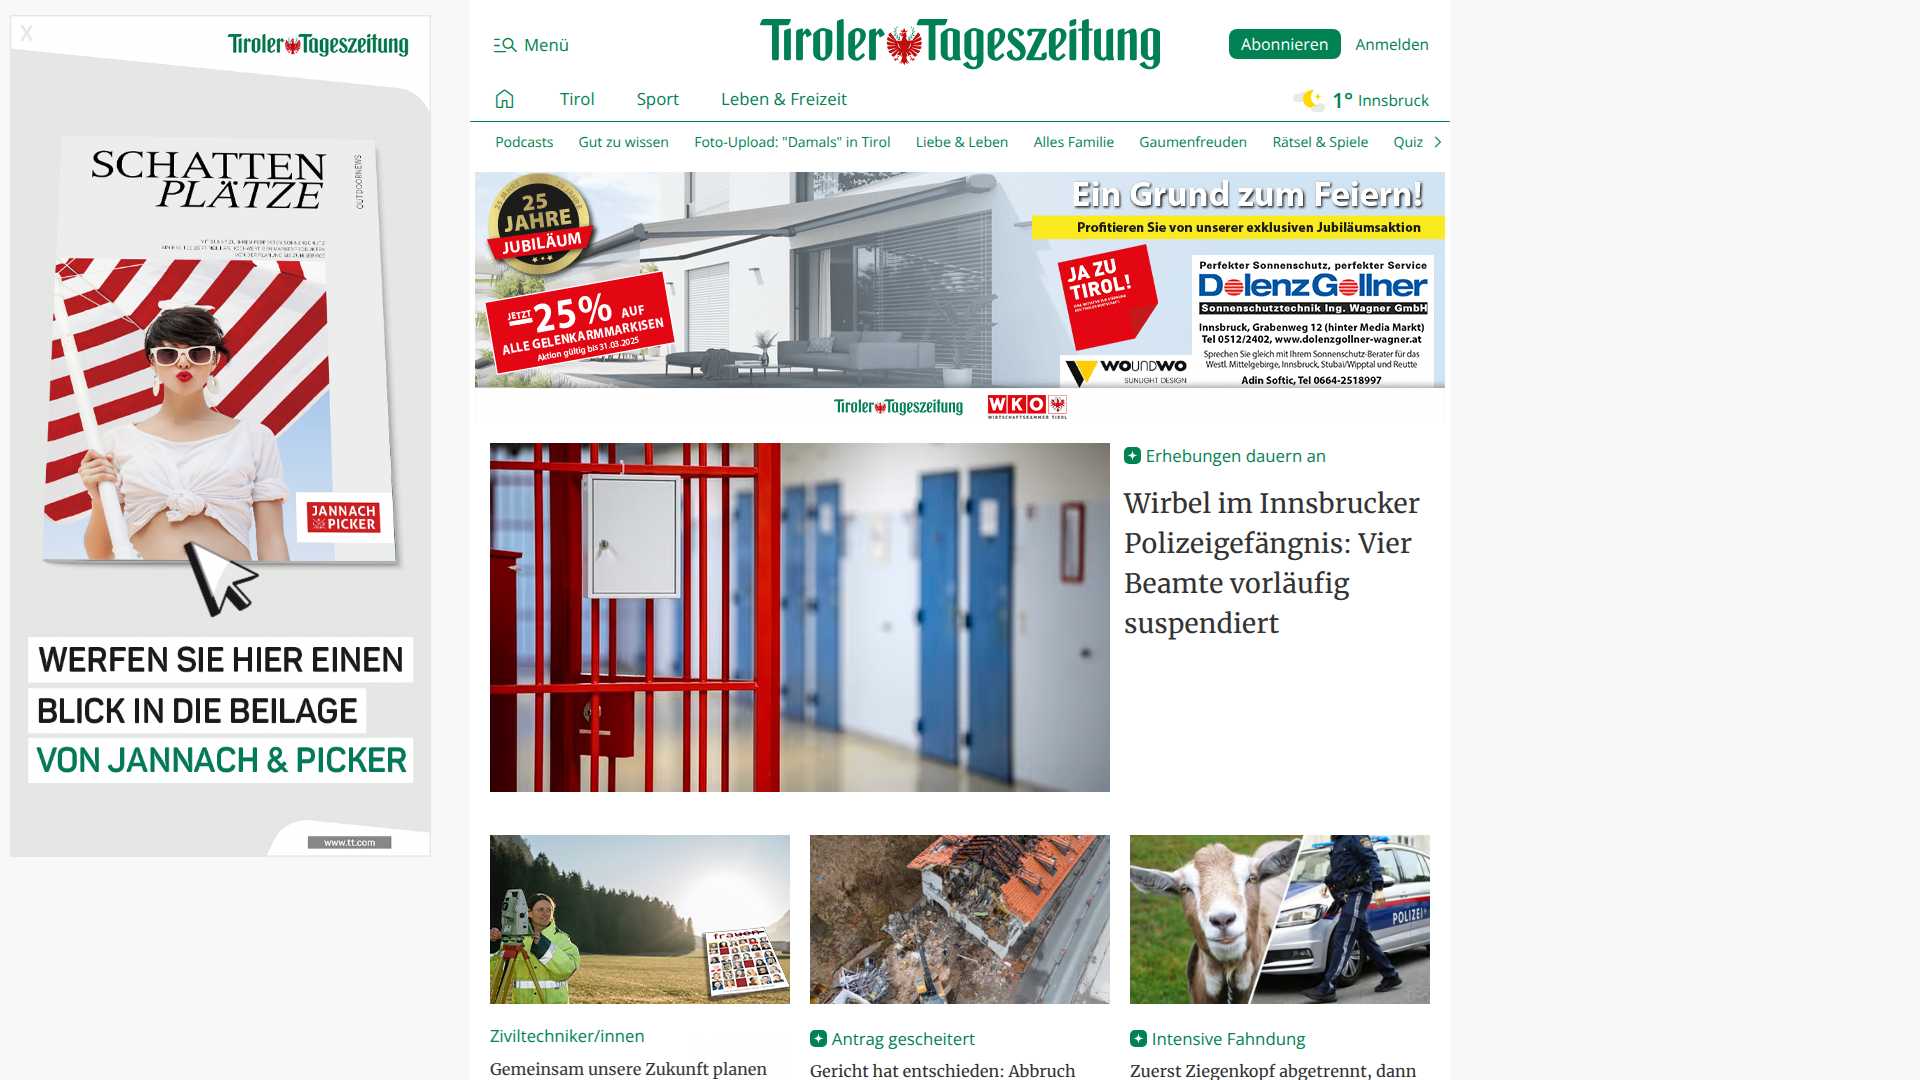 X
Tiroler Tageszeitung
SCHATTEN
PLÄTZE
OUTDOORNEWS
JANNACH
& PICKER
WERFEN SIE HIER EINEN
BLICK IN DIE BEILAGE
VON JANNACH & PICKER
www.tt.com
Menü
Tiroler Tageszeitung
Abonnieren
Anmelden
Tirol
Sport
Leben & Freizeit
1° Innsbruck
Podcasts
Gut zu wissen
Foto-Upload: "Damals" in Tirol
Liebe & Leben
Alles Familie
Gaumenfreuden
Rätsel & Spiele
Quiz
25
JAHRE
JUBILÄUM
JETZT
–25% AUF
ALLE GELENKARMMARKISEN
Aktion gültig bis 31.03.2025
Ein Grund zum Feiern!
Profitieren Sie von unserer exklusiven Jubiläumsaktion
JA ZU
TIROL!
WOUNDWO
SUNLIGHT DESIGN
Perfekter Sonnenschutz, perfekter Service
Dolenz Gollner
Sonnenschutztechnik Ing. Wagner GmbH
Innsbruck, Grabenweg 12 (hinter Media Markt)
Tel 0512/2402, www.dolenzgollner-wagner.at
Sprechen Sie gleich mit Ihrem Sonnenschutz-Berater für das
Westl. Mittelgebirge, Innsbruck, Stubai/Wipptal und Reutte
Adin Softic, Tel 0664-2518997
Tiroler Tageszeitung
WKO
WIRTSCHAFTSKAMMER TIROL
Erhebungen dauern an
Wirbel im Innsbrucker
Polizeigefängnis: Vier
Beamte vorläufig
suspendiert
frauen
POLIZEI
Ziviltechniker/innen
Gemeinsam unsere Zukunft planen
Antrag gescheitert
Gericht hat entschieden: Abbruch
Intensive Fahndung
Zuerst Ziegenkopf abgetrennt, dann